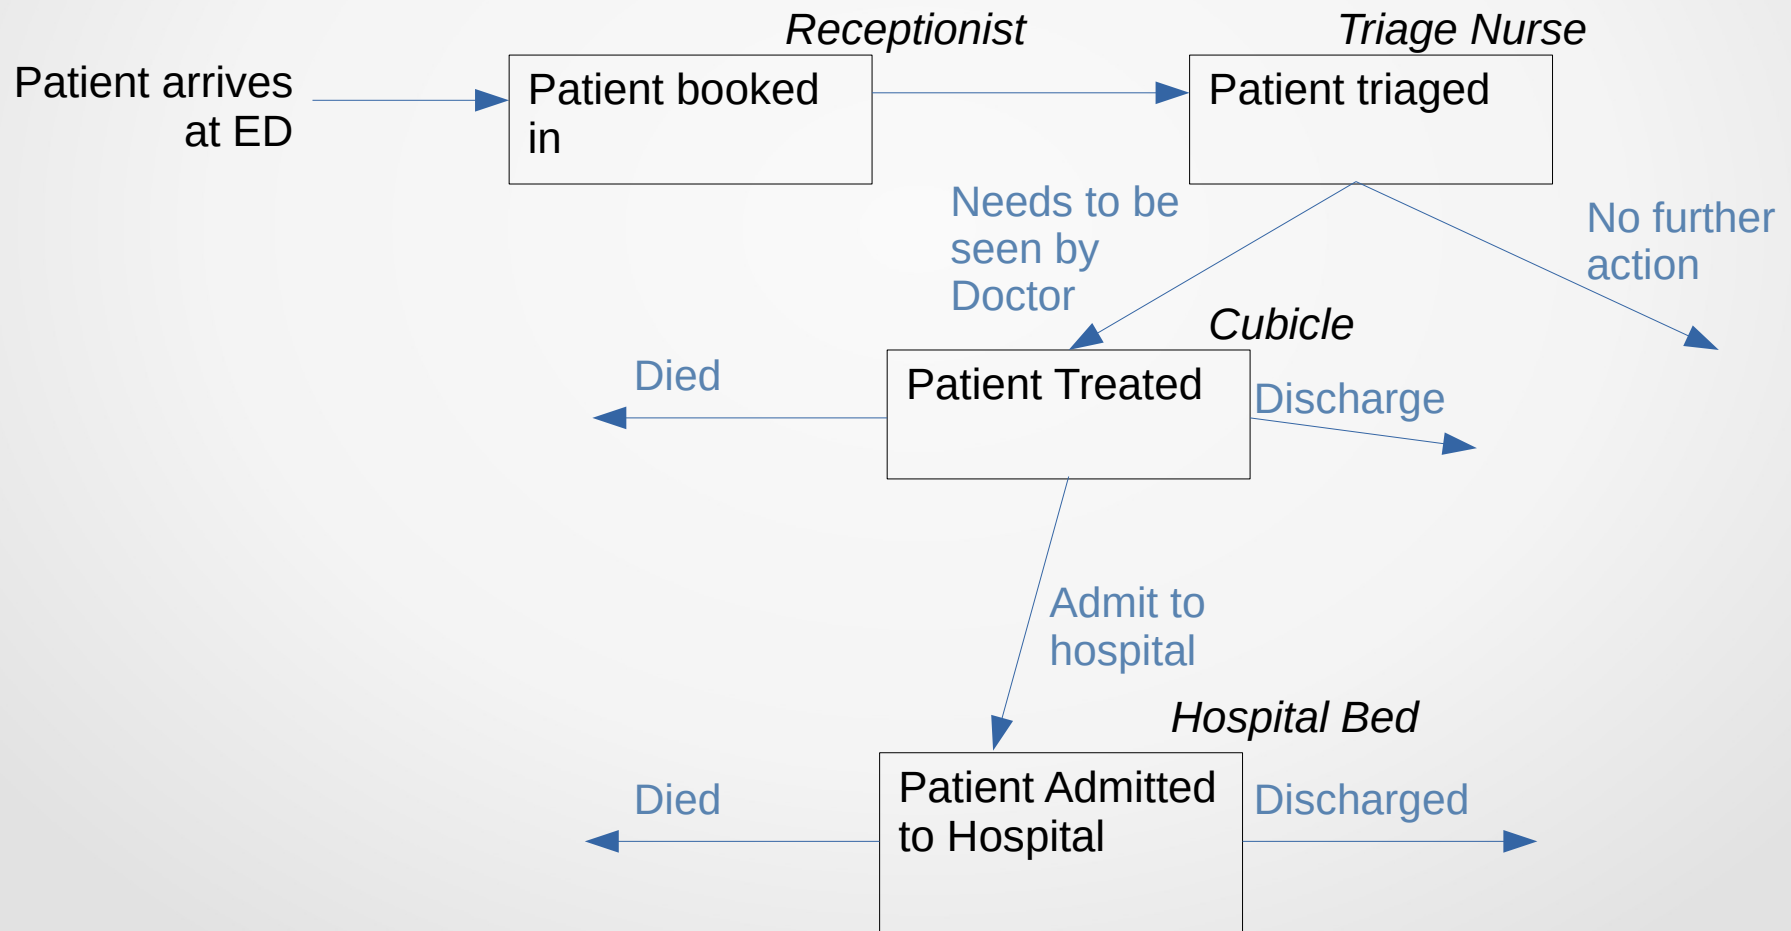 Receptionist
Triage Nurse
Patient arrives
at ED
Patient booked
in
Patient triaged
Needs to be
seen by
Doctor
No further
action
Cubicle
Died
Patient Treated
Discharge
Admit to
hospital
Hospital Bed
Died
Patient Admitted
to Hospital
Discharged